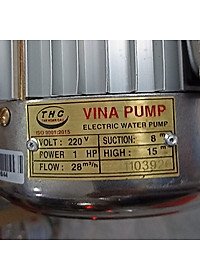 THC
VINA PUMP
ISO 9001:2015
ELECTRIC WATER PUMP
VOLT: 220 V SUCTION: 8 m
POWER 1 HP HIGH: 15 m
FLOW: 28 m³/h